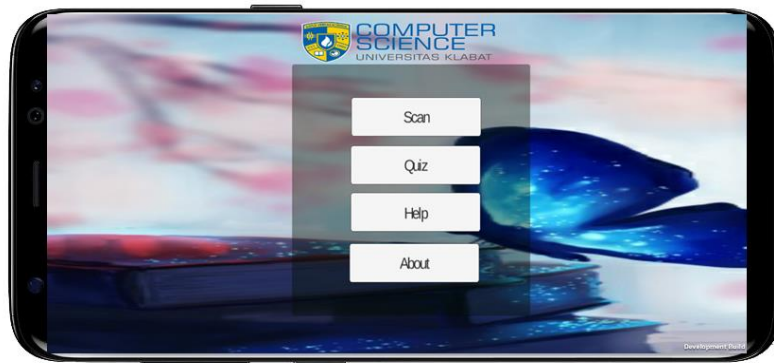 COMPUTER
SCIENCE
UNIVERSITAS KLABAT
Scan
Quiz
Help
About
Development Build